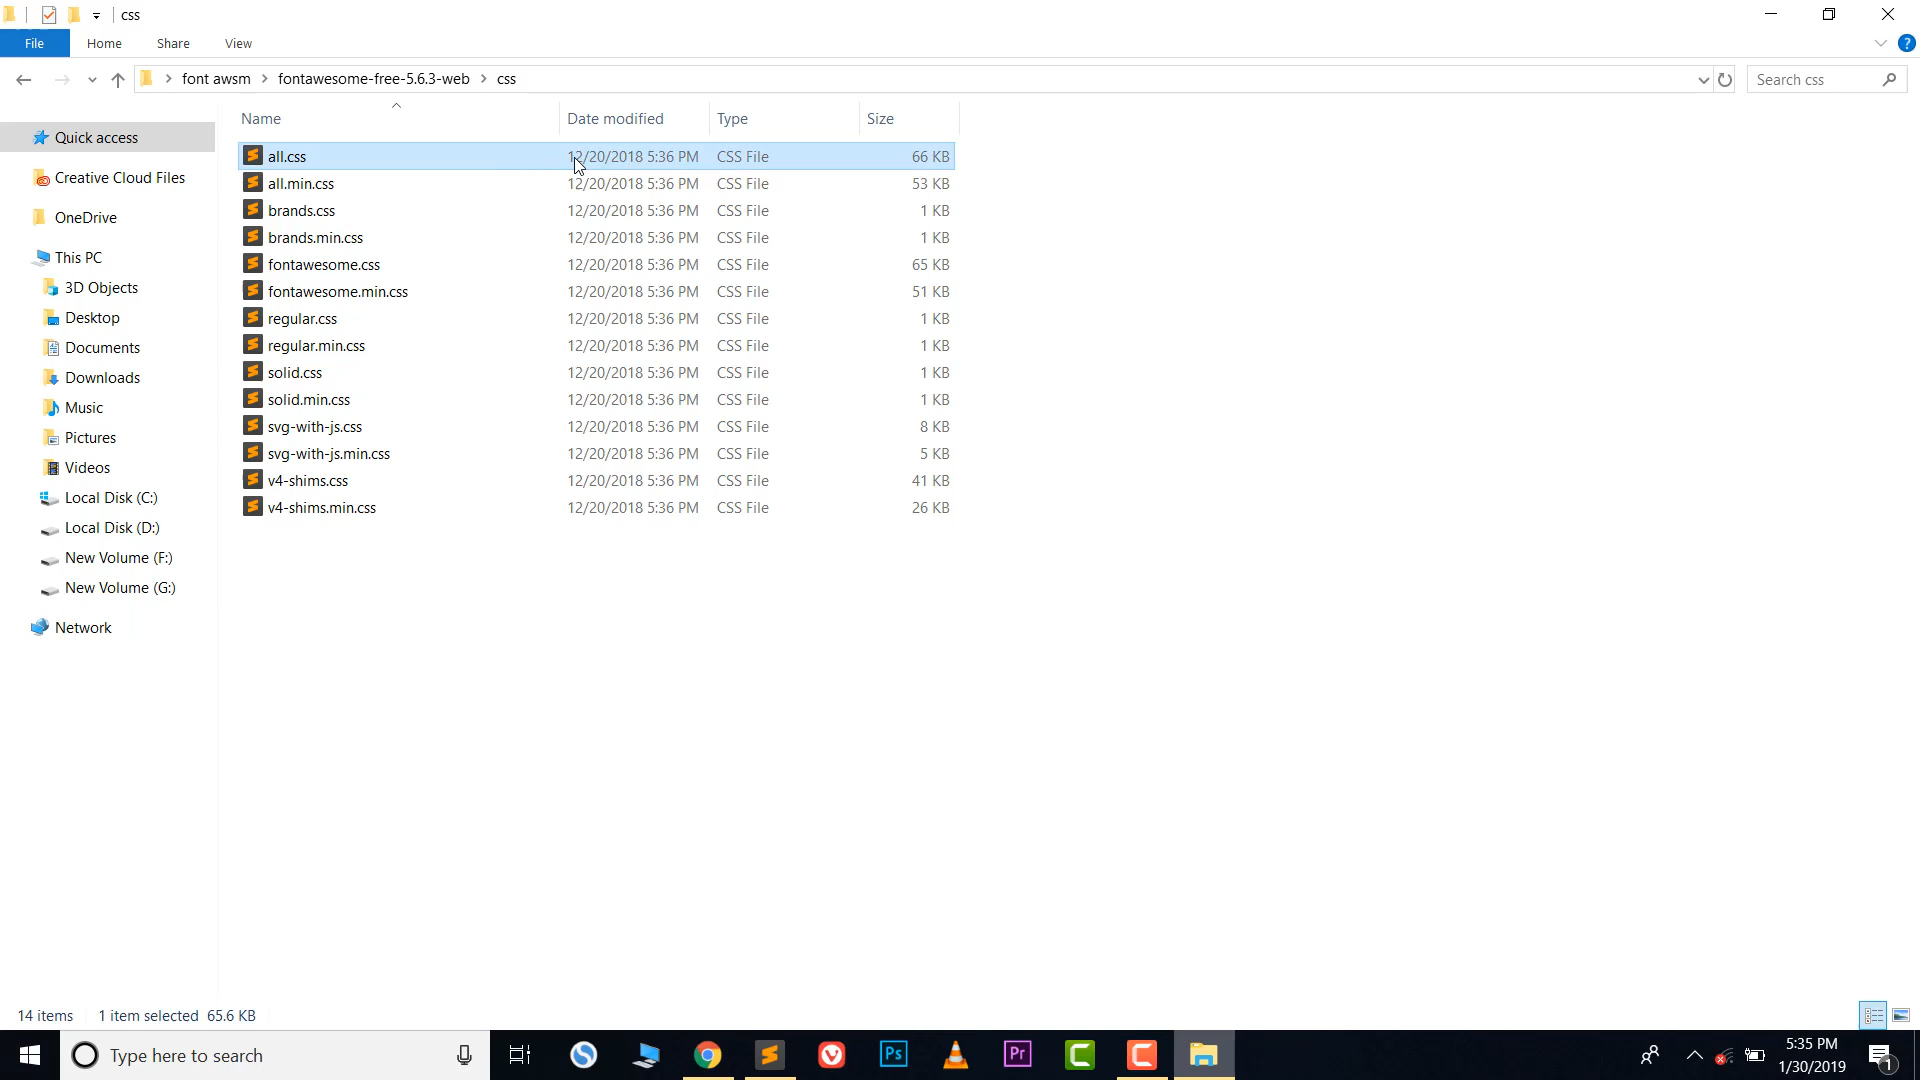 css
File Home Share View
font awsm fontawesome-free-5.6.3-web css
Search css
Name Date modified Type Size
Quick access
Creative Cloud Files
OneDrive
This PC
3D Objects
Desktop
Documents
Downloads
Music
Pictures
Videos
Local Disk (C:)
Local Disk (D:)
New Volume (F:)
New Volume (G:)
Network
all.css 12/20/2018 5:36 PM CSS File 66 KB
all.min.css 12/20/2018 5:36 PM CSS File 53 KB
brands.css 12/20/2018 5:36 PM CSS File 1 KB
brands.min.css 12/20/2018 5:36 PM CSS File 1 KB
fontawesome.css 12/20/2018 5:36 PM CSS File 65 KB
fontawesome.min.css 12/20/2018 5:36 PM CSS File 51 KB
regular.css 12/20/2018 5:36 PM CSS File 1 KB
regular.min.css 12/20/2018 5:36 PM CSS File 1 KB
solid.css 12/20/2018 5:36 PM CSS File 1 KB
solid.min.css 12/20/2018 5:36 PM CSS File 1 KB
svg-with-js.css 12/20/2018 5:36 PM CSS File 8 KB
svg-with-js.min.css 12/20/2018 5:36 PM CSS File 5 KB
v4-shims.css 12/20/2018 5:36 PM CSS File 41 KB
v4-shims.min.css 12/20/2018 5:36 PM CSS File 26 KB
14 items 1 item selected 65.6 KB
Type here to search
Ps
Pr
5:35 PM
1/30/2019
1